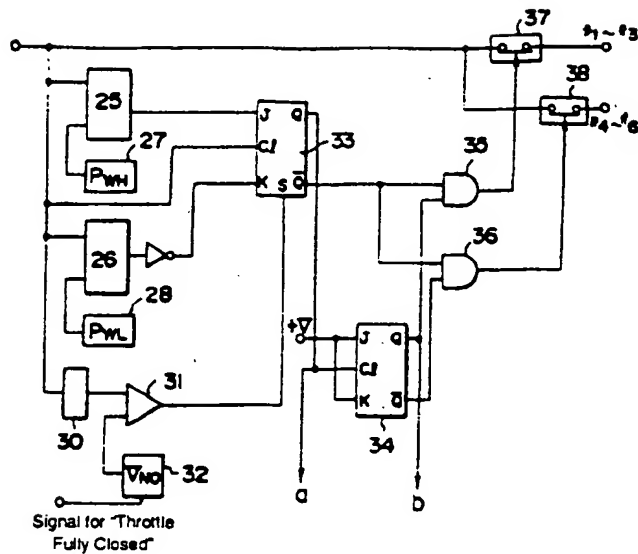 37
ℓ1~ℓ3
38
ℓ4~ℓ6
25
J Q
33
Cl
27
PWH
K S Q̅
35
26
36
28
PWL
+V
J Q
Cl
K Q̅
34
31
30
32
VNO
a
b
Signal for "Throttle
Fully Closed"